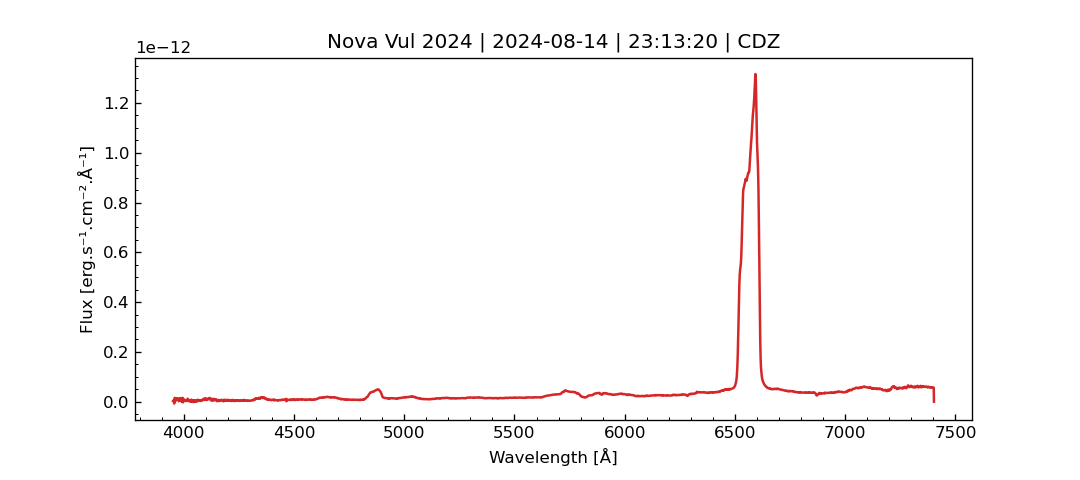 Nova Vul 2024 | 2024-08-14 | 23:13:20 | CDZ
1e−12
1.2
1.0
0.8
0.6
0.4
0.2
0.0
Flux [erg.s⁻¹.cm⁻².Å⁻¹]
4000 4500 5000 5500 6000 6500 7000 7500
Wavelength [Å]